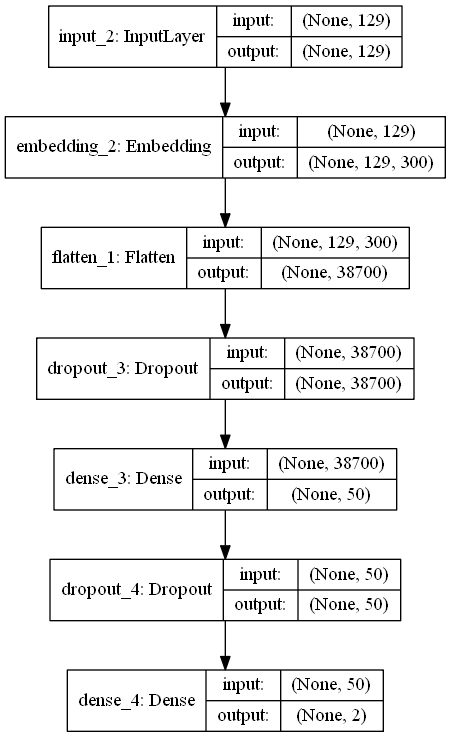 input_2: InputLayer
input: (None, 129)
output: (None, 129)
embedding_2: Embedding
input: (None, 129)
output: (None, 129, 300)
flatten_1: Flatten
input: (None, 129, 300)
output: (None, 38700)
dropout_3: Dropout
input: (None, 38700)
output: (None, 38700)
dense_3: Dense
input: (None, 38700)
output: (None, 50)
dropout_4: Dropout
input: (None, 50)
output: (None, 50)
dense_4: Dense
input: (None, 50)
output: (None, 2)